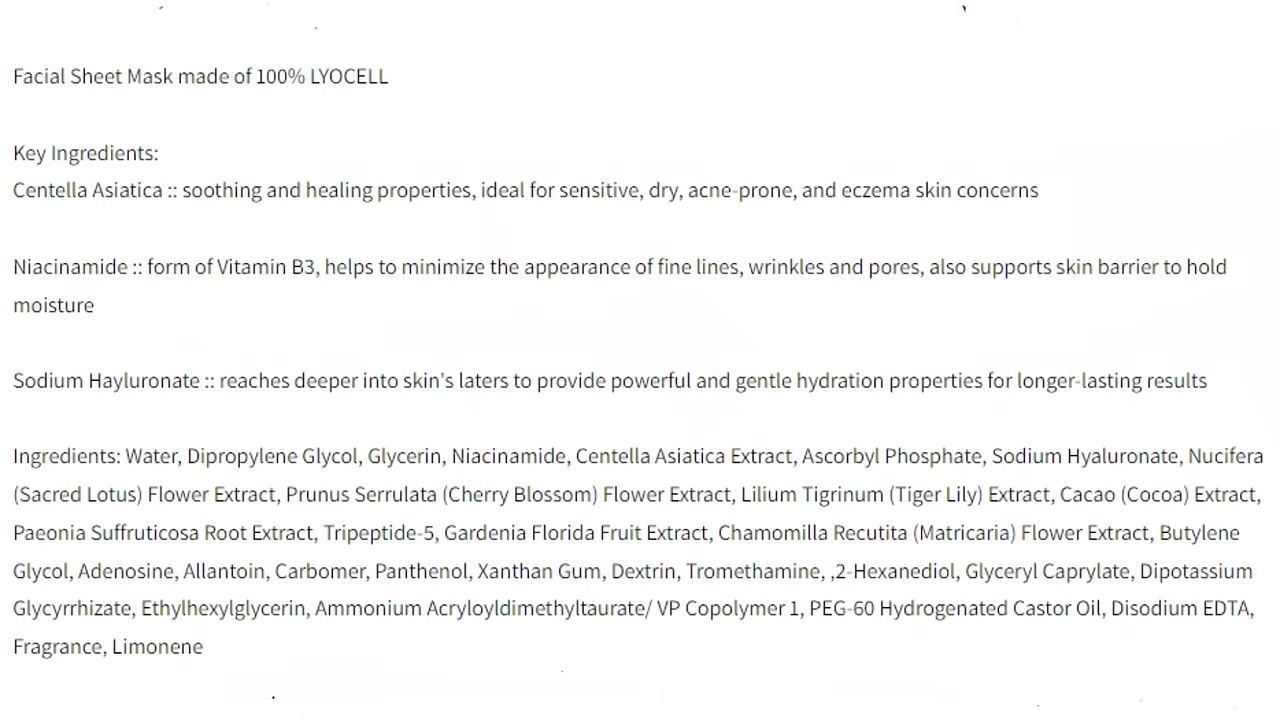 Facial Sheet Mask made of 100% LYOCELL
Key Ingredients:
Centella Asiatica :: soothing and healing properties, ideal for sensitive, dry, acne-prone, and eczema skin concerns
Niacinamide :: form of Vitamin B3, helps to minimize the appearance of fine lines, wrinkles and pores, also supports skin barrier to hold
moisture
Sodium Hayluronate :: reaches deeper into skin's laters to provide powerful and gentle hydration properties for longer-lasting results
Ingredients: Water, Dipropylene Glycol, Glycerin, Niacinamide, Centella Asiatica Extract, Ascorbyl Phosphate, Sodium Hyaluronate, Nucifera
(Sacred Lotus) Flower Extract, Prunus Serrulata (Cherry Blossom) Flower Extract, Lilium Tigrinum (Tiger Lily) Extract, Cacao (Cocoa) Extract,
Paeonia Suffruticosa Root Extract, Tripeptide-5, Gardenia Florida Fruit Extract, Chamomilla Recutita (Matricaria) Flower Extract, Butylene
Glycol, Adenosine, Allantoin, Carbomer, Panthenol, Xanthan Gum, Dextrin, Tromethamine, ,2-Hexanediol, Glyceryl Caprylate, Dipotassium
Glycyrrhizate, Ethylhexylglycerin, Ammonium Acryloyldimethyltaurate/ VP Copolymer 1, PEG-60 Hydrogenated Castor Oil, Disodium EDTA,
Fragrance, Limonene